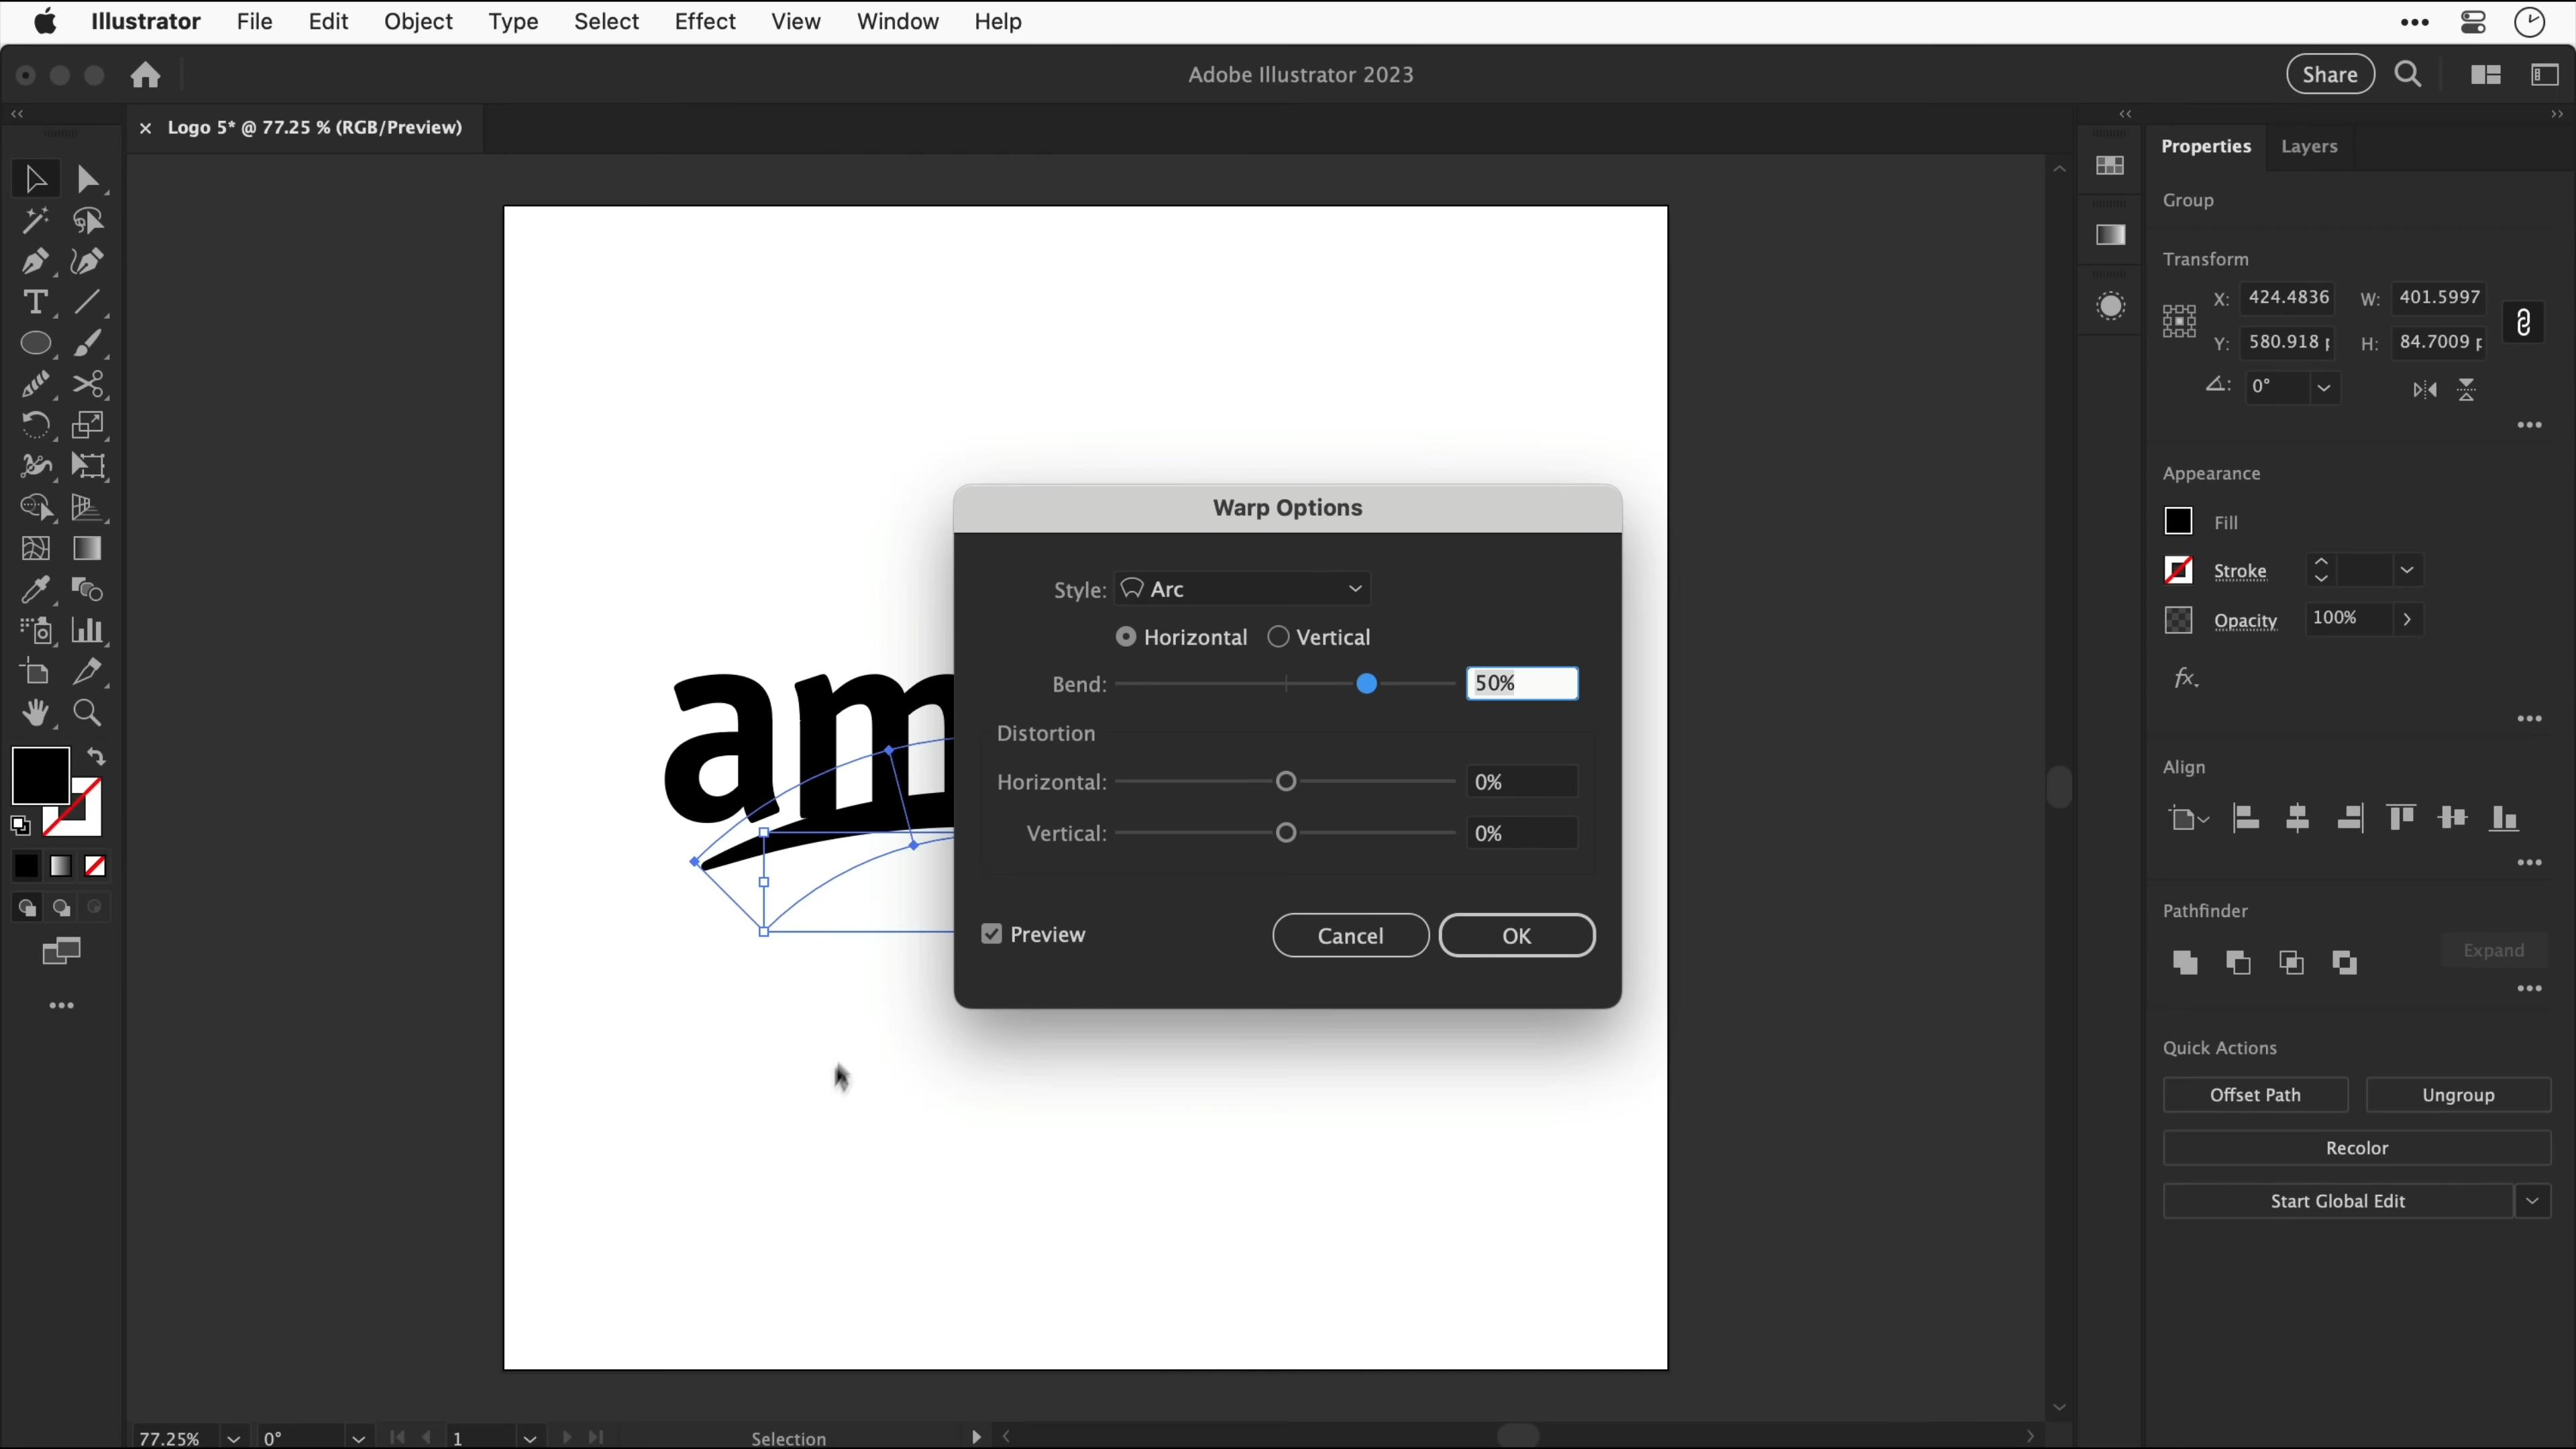 Illustrator File Edit Object Type Select Effect View Window Help
Adobe Illustrator 2023
Share
Logo 5* @ 77.25 % (RGB/Preview)
Properties Layers
Group
Transform
X: 424.4836 W: 401.5997
Y: 580.918 p H: 84.7009 p
0°
Appearance
Fill
Stroke
Opacity 100%
fx
Align
Pathfinder
Expand
Quick Actions
Offset Path Ungroup
Recolor
Start Global Edit
am
Warp Options
Style: Arc
Horizontal Vertical
Bend: 50%
Distortion
Horizontal: 0%
Vertical: 0%
Preview Cancel OK
77.25% 0° 1 Selection